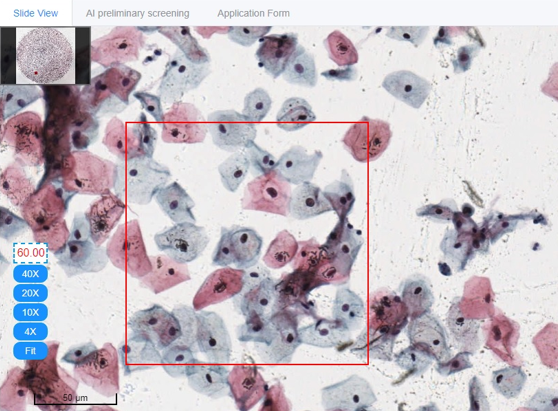 Slide View AI preliminary screening Application Form
60.00
40X
20X
10X
4X
Fit
50 μm